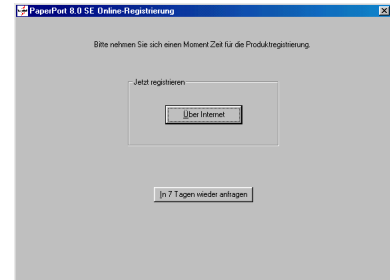 PaperPort 8.0 SE Online-Registrierung
Bitte nehmen Sie sich einen Moment Zeit für die Produktregistrierung.
Jetzt registrieren
Über Internet
In 7 Tagen wieder anfragen